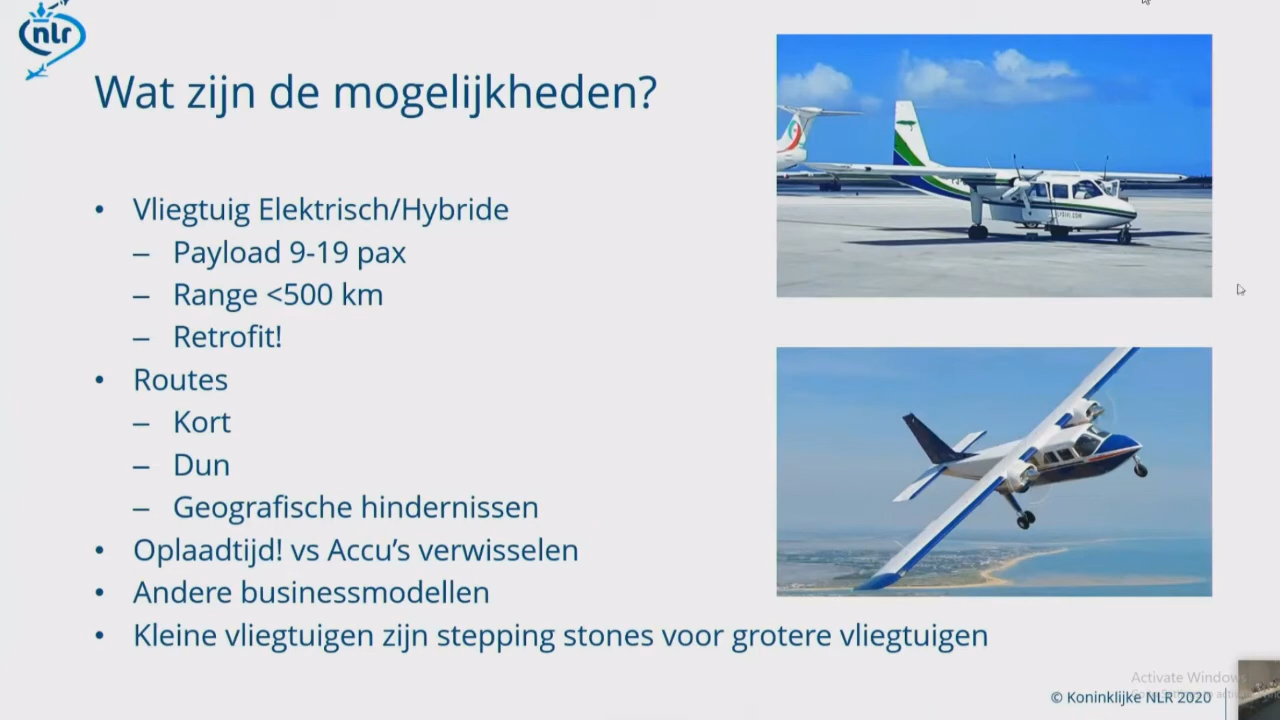 nlr
Wat zijn de mogelijkheden?
• Vliegtuig Elektrisch/Hybride
– Payload 9-19 pax
– Range <500 km
– Retrofit!
• Routes
– Kort
– Dun
– Geografische hindernissen
• Oplaadtijd! vs Accu’s verwisselen
• Andere businessmodellen
• Kleine vliegtuigen zijn stepping stones voor grotere vliegtuigen
Activate Windows
© Koninklijke NLR 2020